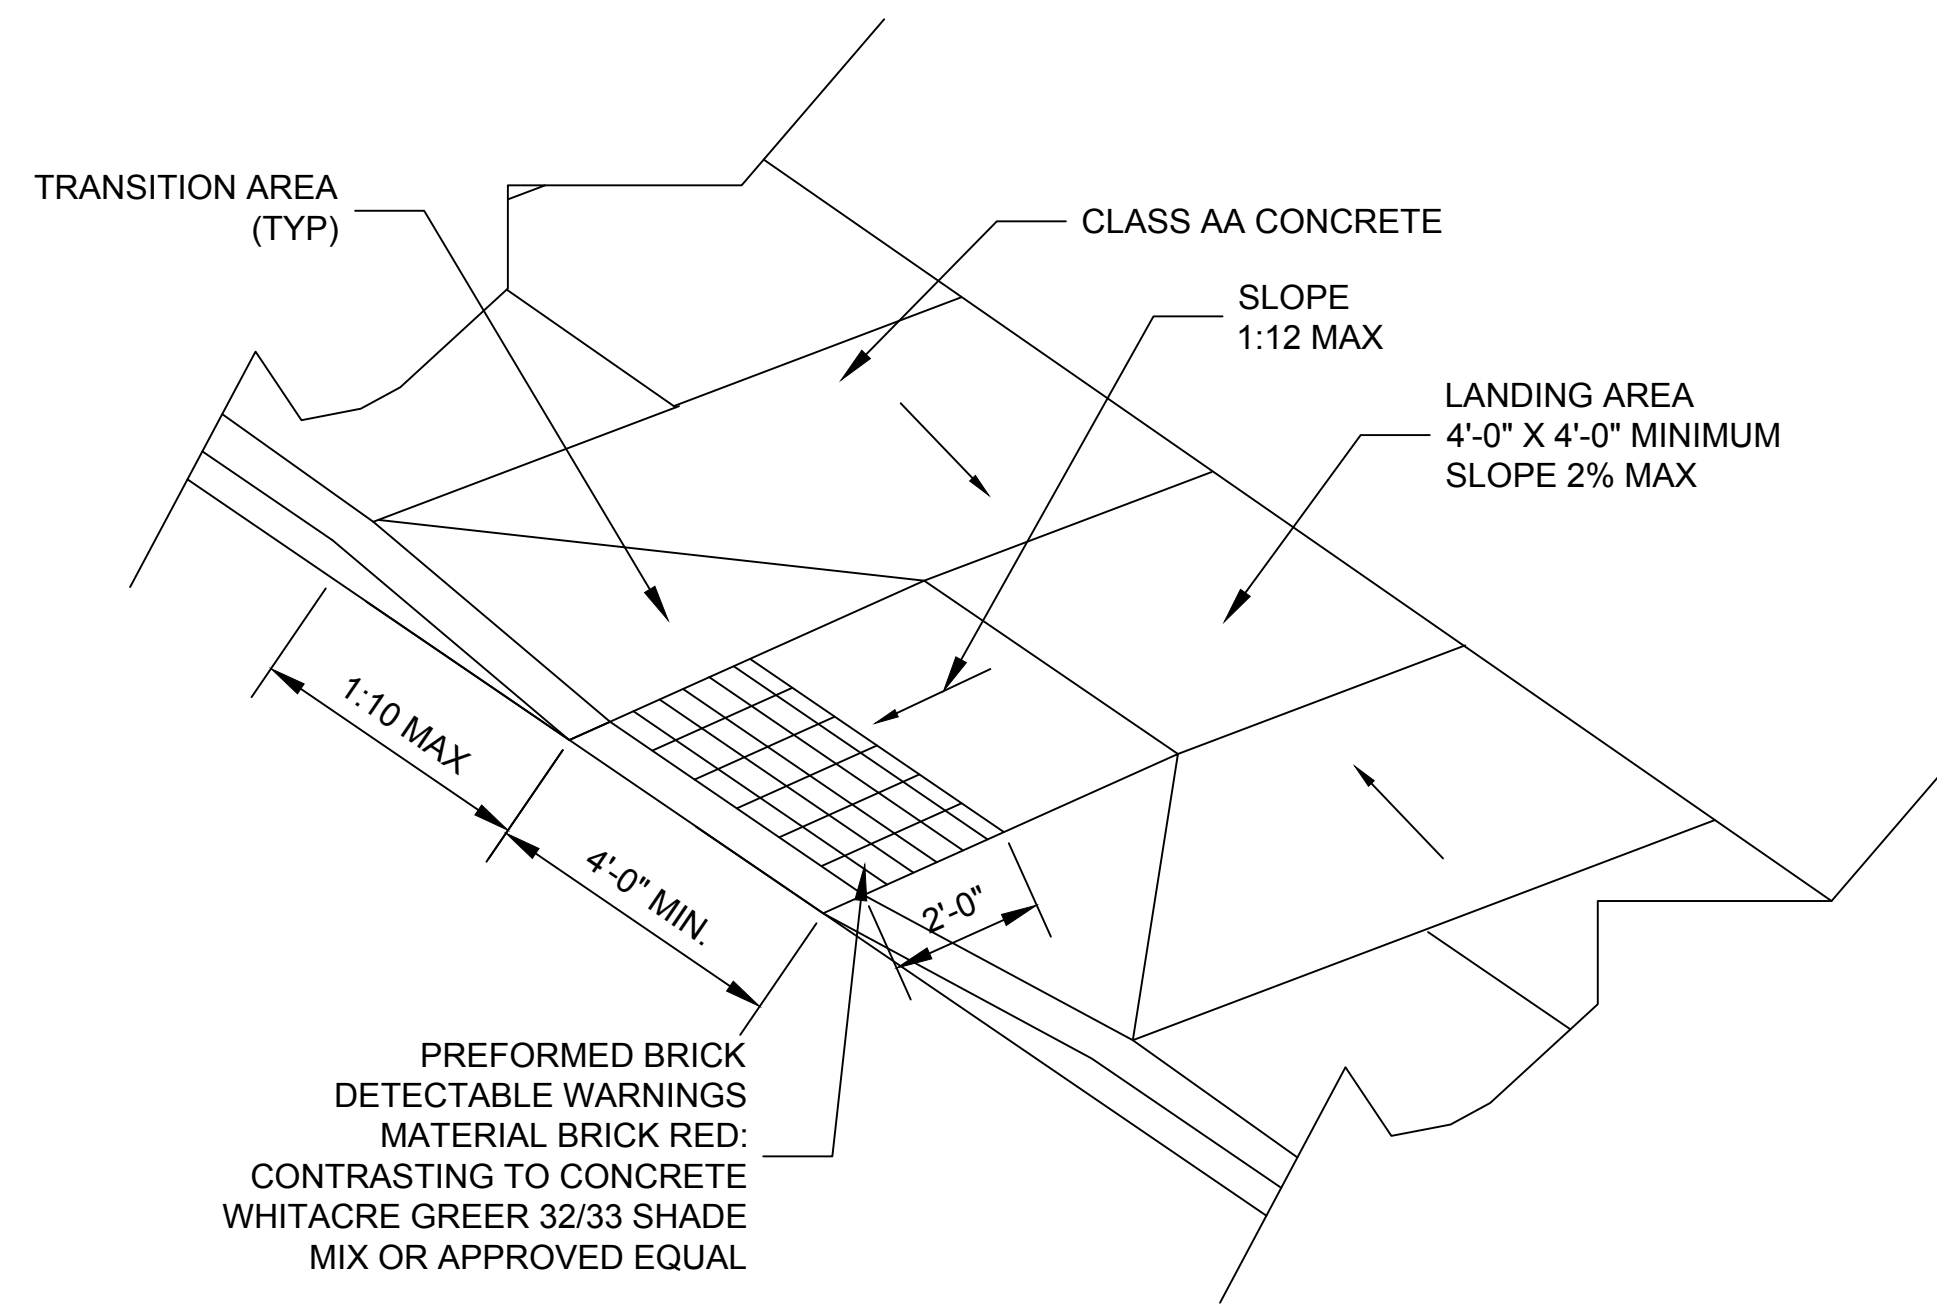 TRANSITION AREA
(TYP)
CLASS AA CONCRETE
SLOPE
1:12 MAX
LANDING AREA
4'-0" X 4'-0" MINIMUM
SLOPE 2% MAX
1:10 MAX
4'-0" MIN.
2'-0"
PREFORMED BRICK
DETECTABLE WARNINGS
MATERIAL BRICK RED:
CONTRASTING TO CONCRETE
WHITACRE GREER 32/33 SHADE
MIX OR APPROVED EQUAL